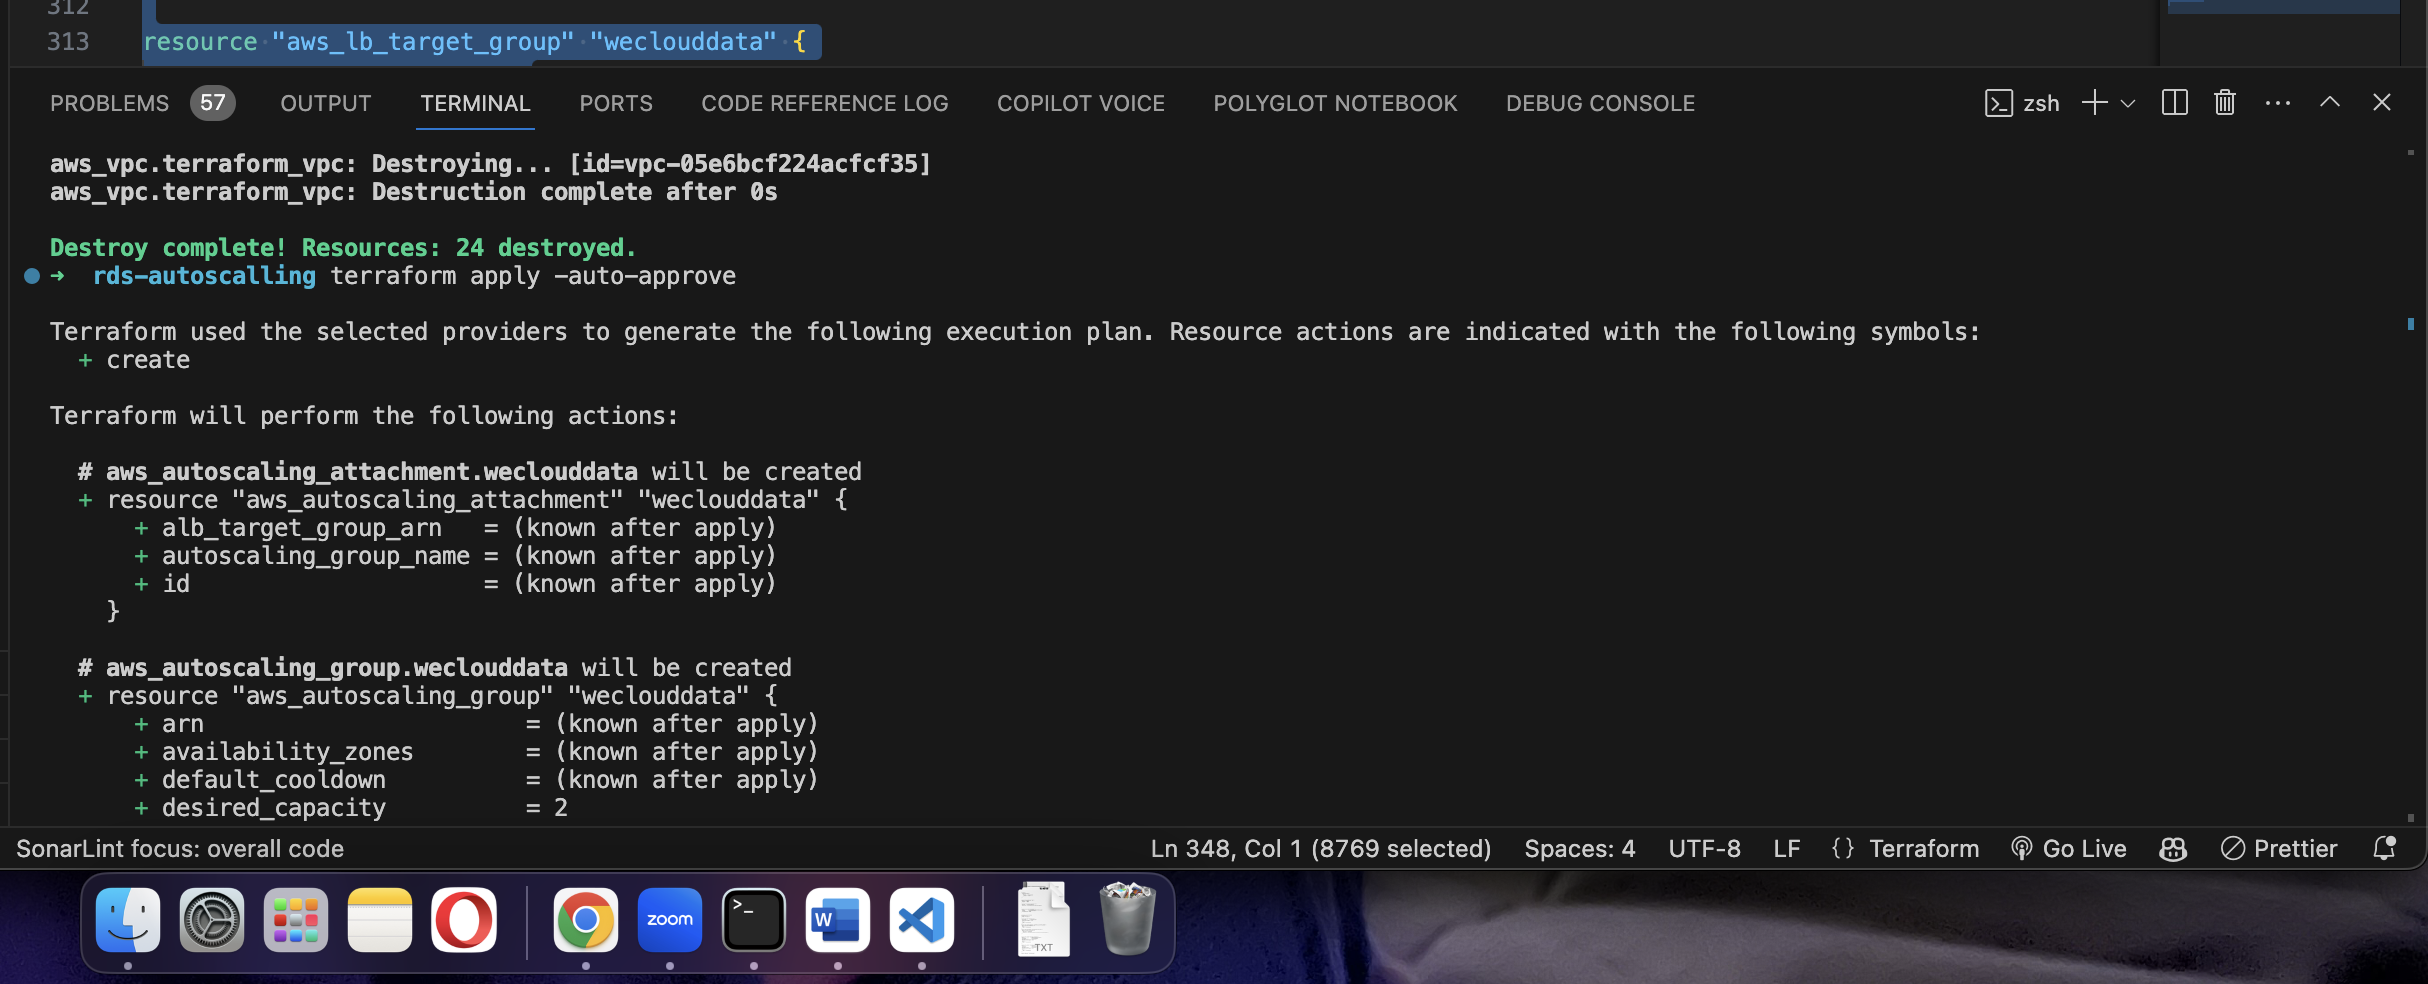 312
313 resource "aws_lb_target_group" "weclouddata" {
PROBLEMS 57 OUTPUT TERMINAL PORTS CODE REFERENCE LOG COPILOT VOICE POLYGLOT NOTEBOOK DEBUG CONSOLE zsh
aws_vpc.terraform_vpc: Destroying... [id=vpc-05e6bcf224acfcf35]
aws_vpc.terraform_vpc: Destruction complete after 0s
Destroy complete! Resources: 24 destroyed.
➜ rds-autoscalling terraform apply -auto-approve
Terraform used the selected providers to generate the following execution plan. Resource actions are indicated with the following symbols:
+ create
Terraform will perform the following actions:
# aws_autoscaling_attachment.weclouddata will be created
+ resource "aws_autoscaling_attachment" "weclouddata" {
+ alb_target_group_arn = (known after apply)
+ autoscaling_group_name = (known after apply)
+ id = (known after apply)
}
# aws_autoscaling_group.weclouddata will be created
+ resource "aws_autoscaling_group" "weclouddata" {
+ arn = (known after apply)
+ availability_zones = (known after apply)
+ default_cooldown = (known after apply)
+ desired_capacity = 2
SonarLint focus: overall code Ln 348, Col 1 (8769 selected) Spaces: 4 UTF-8 LF {} Terraform Go Live Prettier
zoom >_ W TXT